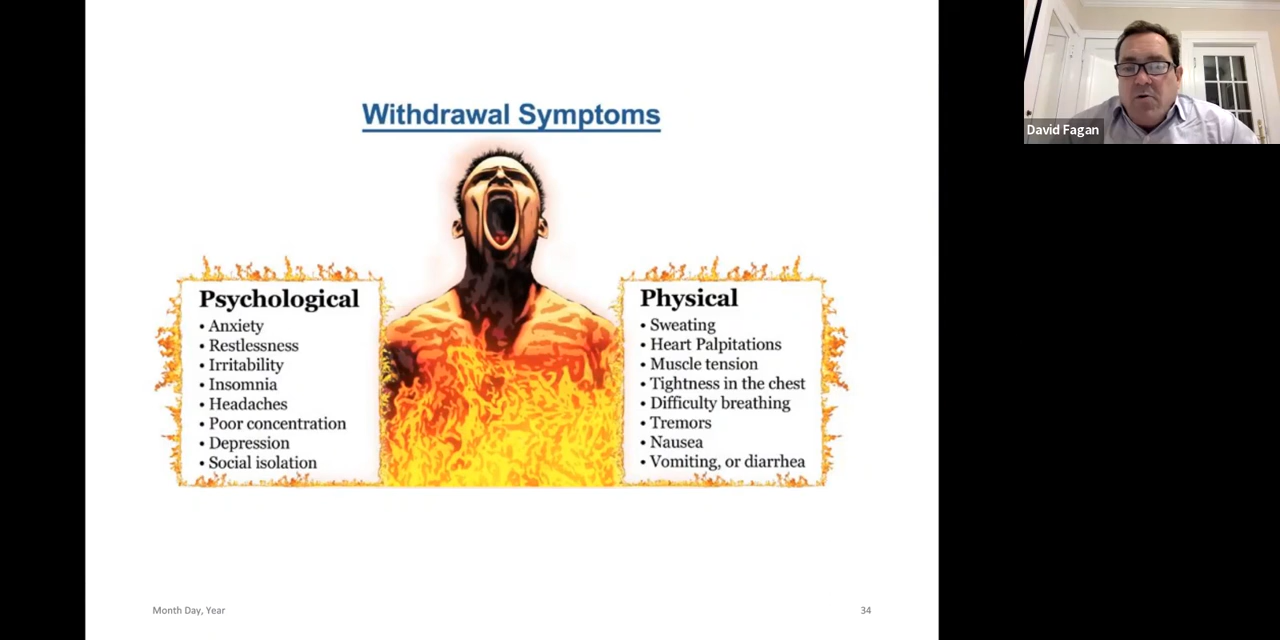 Withdrawal Symptoms
Psychological
• Anxiety
• Restlessness
• Irritability
• Insomnia
• Headaches
• Poor concentration
• Depression
• Social isolation
Physical
• Sweating
• Heart Palpitations
• Muscle tension
• Tightness in the chest
• Difficulty breathing
• Tremors
• Nausea
• Vomiting, or diarrhea
Month Day, Year
34
David Fagan